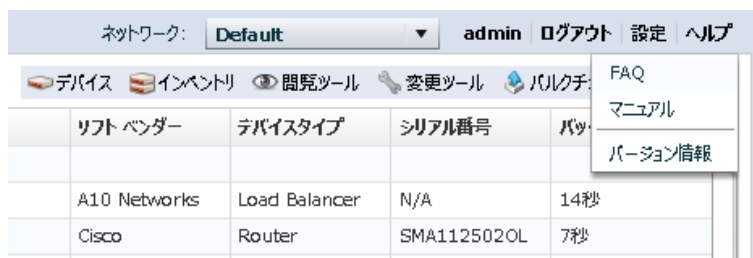 ネットワーク: Default admin ログアウト 設定 ヘルプ
デバイス インベントリ 閲覧ツール 変更ツール バルクチ
FAQ
マニュアル
バージョン情報
リフト ベンダー デバイスタイプ シリアル番号 バッ
A10 Networks Load Balancer N/A 14秒
Cisco Router SMA112502OL 7秒